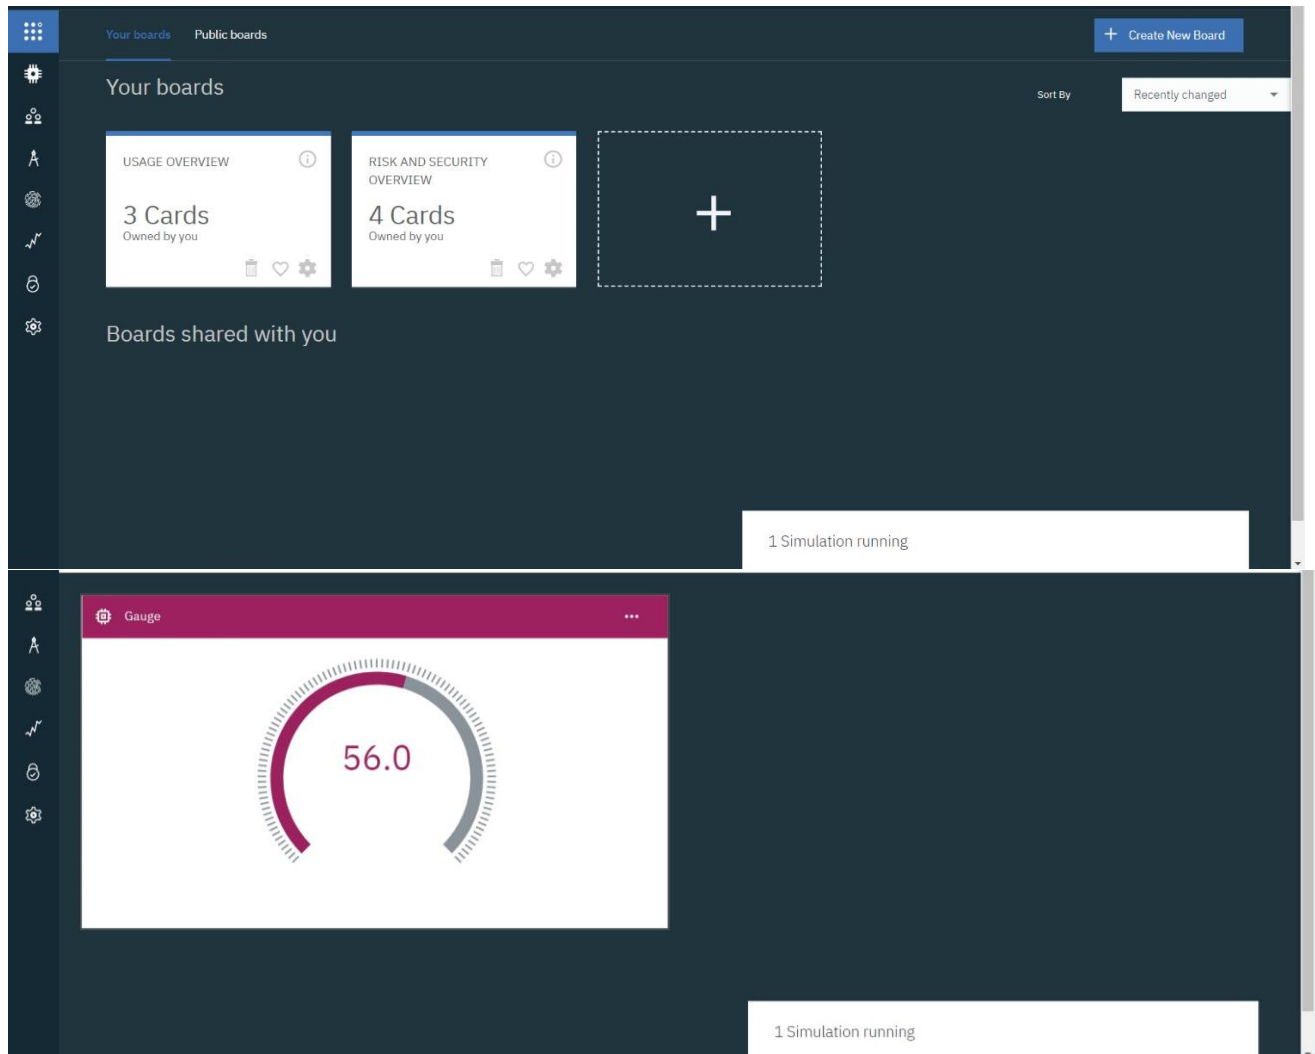 Your boards Public boards
+ Create New Board
Your boards
Sort By Recently changed
USAGE OVERVIEW
3 Cards
Owned by you
RISK AND SECURITY
OVERVIEW
4 Cards
Owned by you
Boards shared with you
1 Simulation running
Gauge
56.0
1 Simulation running